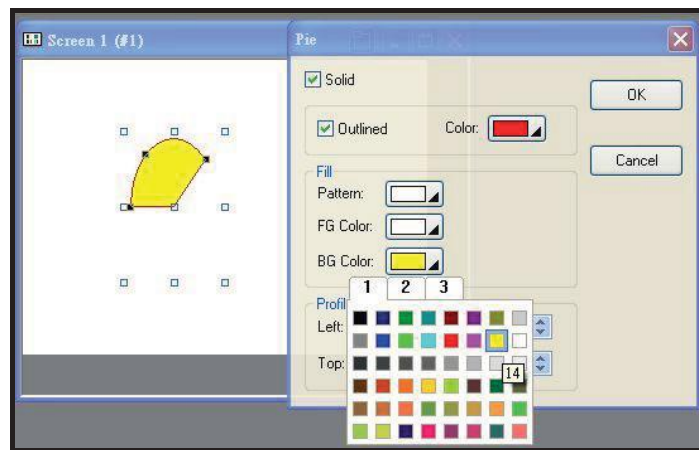 Screen 1 (#1)
Pie
Solid
OK
Outlined
Color:
Cancel
Fill
Pattern:
FG Color:
BG Color:
1 2 3
Profil
Left:
Top:
14